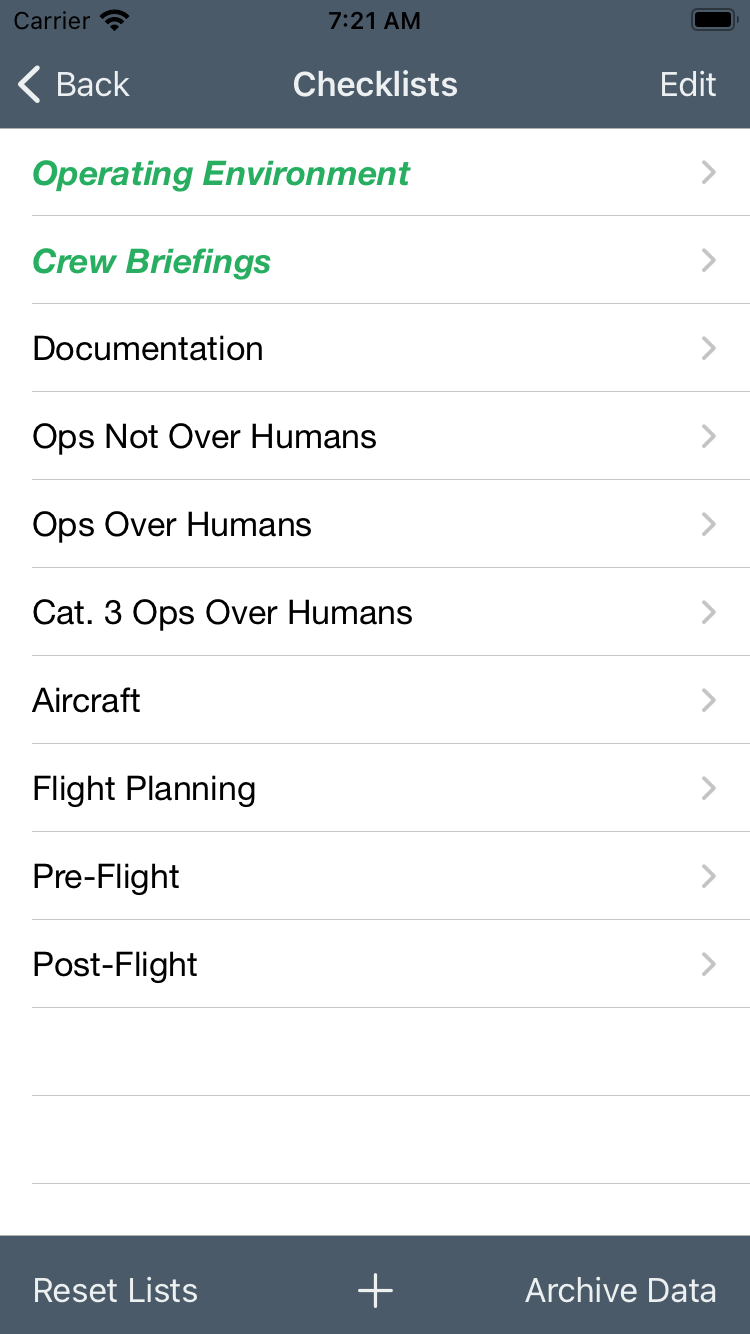 Carrier 7:21 AM
Back Checklists Edit
Operating Environment
Crew Briefings
Documentation
Ops Not Over Humans
Ops Over Humans
Cat. 3 Ops Over Humans
Aircraft
Flight Planning
Pre-Flight
Post-Flight
Reset Lists + Archive Data